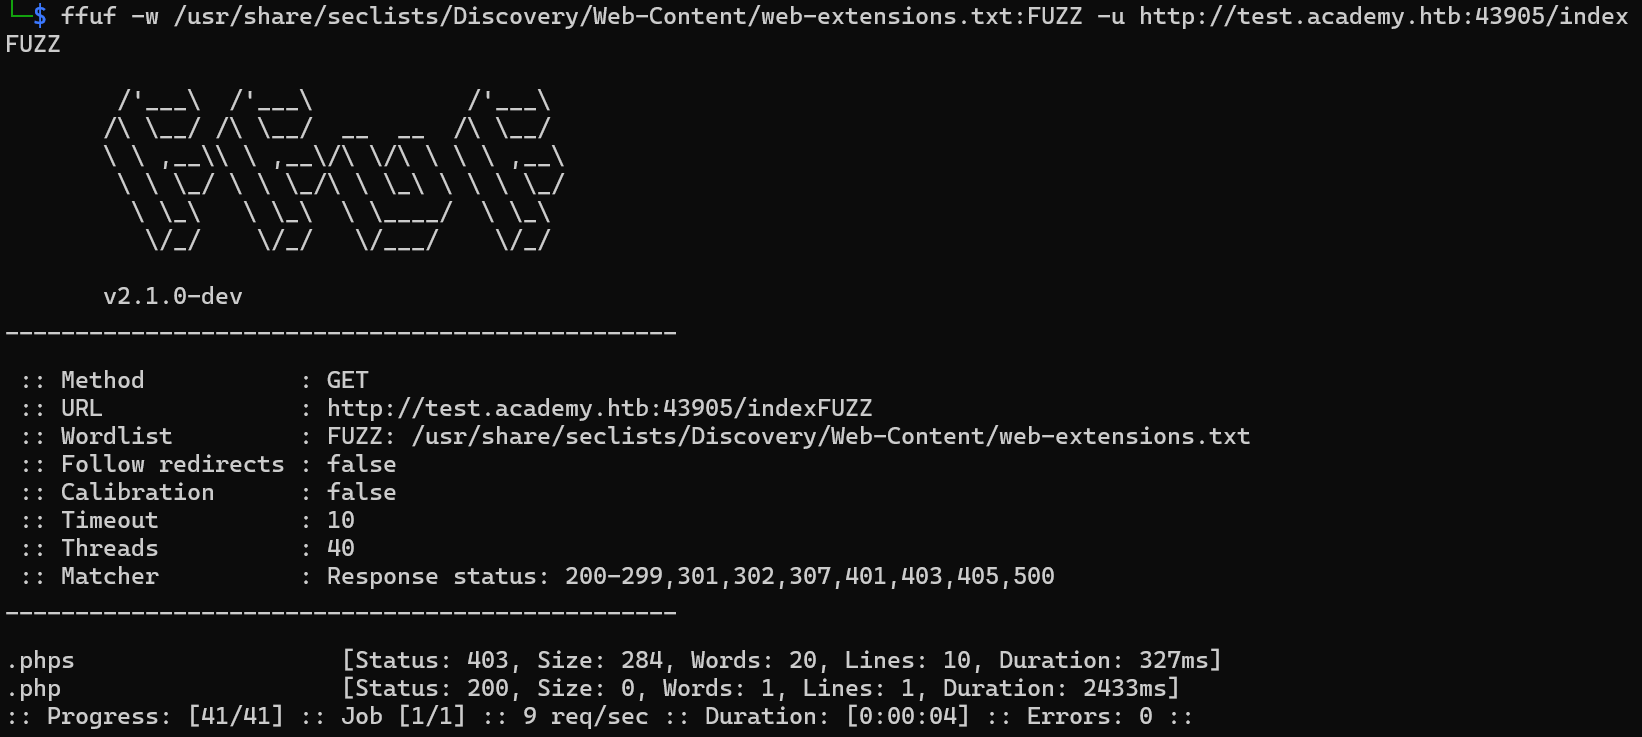 └─$ ffuf -w /usr/share/seclists/Discovery/Web-Content/web-extensions.txt:FUZZ -u http://test.academy.htb:43905/index
FUZZ

        /'___\  /'___\           /'___\
       /\ \__/ /\ \__/  __  __  /\ \__/
       \ \ ,__\\ \ ,__\/\ \/\ \ \ \ ,__\
        \ \ \_/ \ \ \_/\ \ \_\ \ \ \ \_/
         \ \_\   \ \_\  \ \____/  \ \_\
          \/_/    \/_/   \/___/    \/_/

       v2.1.0-dev
________________________________________________

 :: Method           : GET
 :: URL              : http://test.academy.htb:43905/indexFUZZ
 :: Wordlist         : FUZZ: /usr/share/seclists/Discovery/Web-Content/web-extensions.txt
 :: Follow redirects : false
 :: Calibration      : false
 :: Timeout          : 10
 :: Threads          : 40
 :: Matcher          : Response status: 200-299,301,302,307,401,403,405,500
________________________________________________

.phps                   [Status: 403, Size: 284, Words: 20, Lines: 10, Duration: 327ms]
.php                    [Status: 200, Size: 0, Words: 1, Lines: 1, Duration: 2433ms]
:: Progress: [41/41] :: Job [1/1] :: 9 req/sec :: Duration: [0:00:04] :: Errors: 0 ::